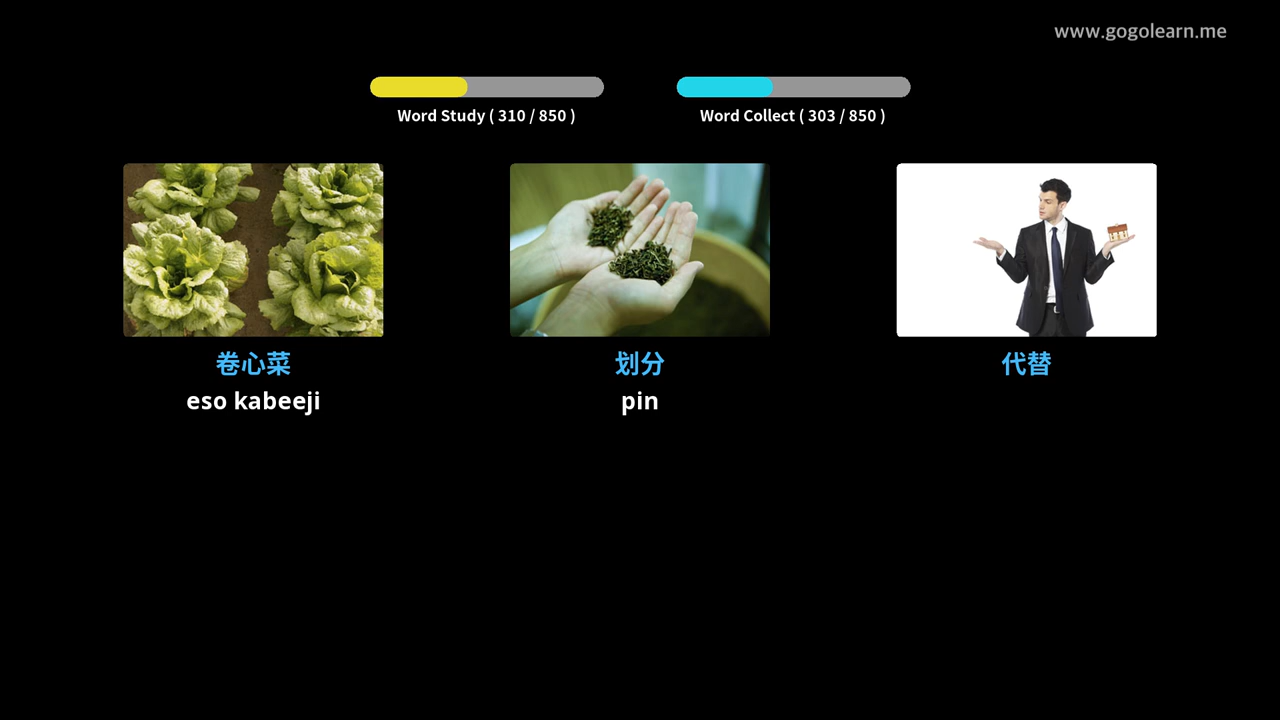 www.gogolearn.me
Word Study ( 310 / 850 )
Word Collect ( 303 / 850 )
卷心菜
eso kabeeji
划分
pin
代替